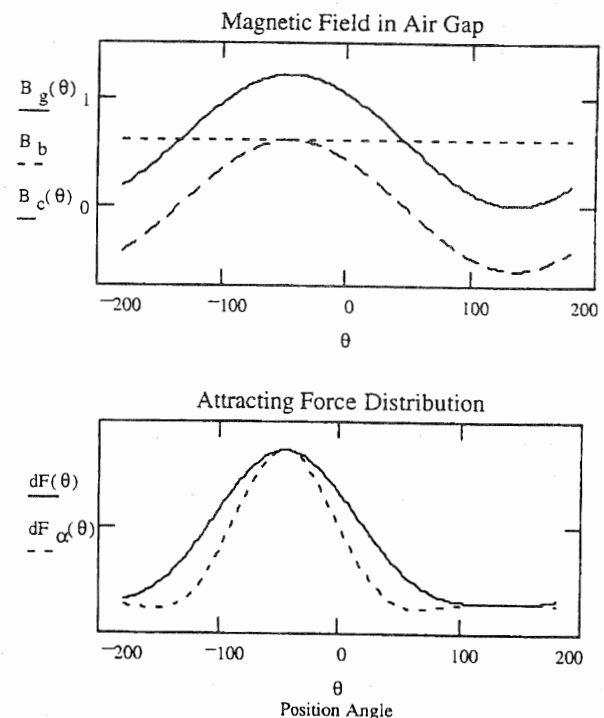 Magnetic Field in Air Gap
B g(θ) 1
B b
B c(θ) 0
−200 −100 0 100 200
θ
Attracting Force Distribution
dF(θ)
dF α(θ)
−200 −100 0 100 200
θ
Position Angle